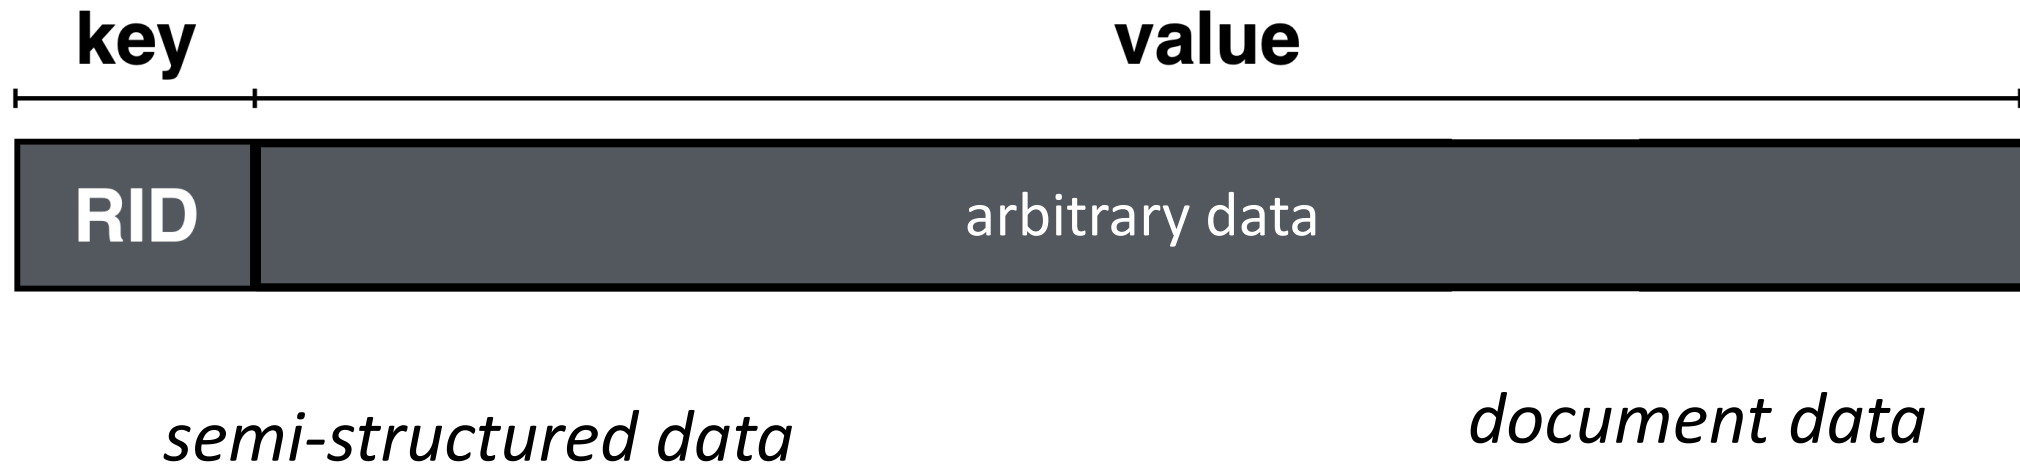 key value
RID arbitrary data
semi-structured data document data